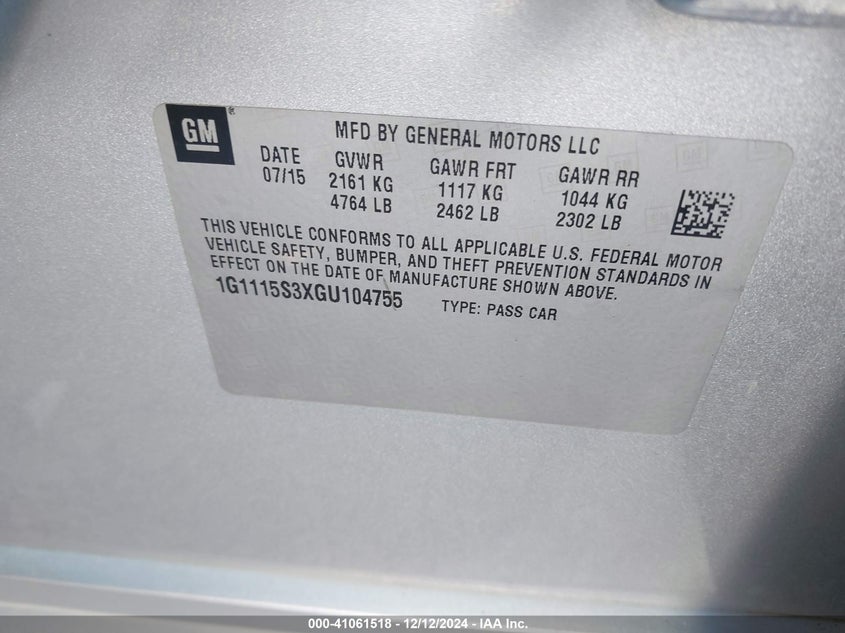 GM ®
MFD BY GENERAL MOTORS LLC
DATE GVWR GAWR FRT GAWR RR
07/15 2161 KG 1117 KG 1044 KG
4764 LB 2462 LB 2302 LB
THIS VEHICLE CONFORMS TO ALL APPLICABLE U.S. FEDERAL MOTOR
VEHICLE SAFETY, BUMPER, AND THEFT PREVENTION STANDARDS IN
EFFECT ON THE DATE OF MANUFACTURE SHOWN ABOVE.
1G1115S3XGU104755 TYPE: PASS CAR
000-41061518 - 12/12/2024 - IAA Inc.